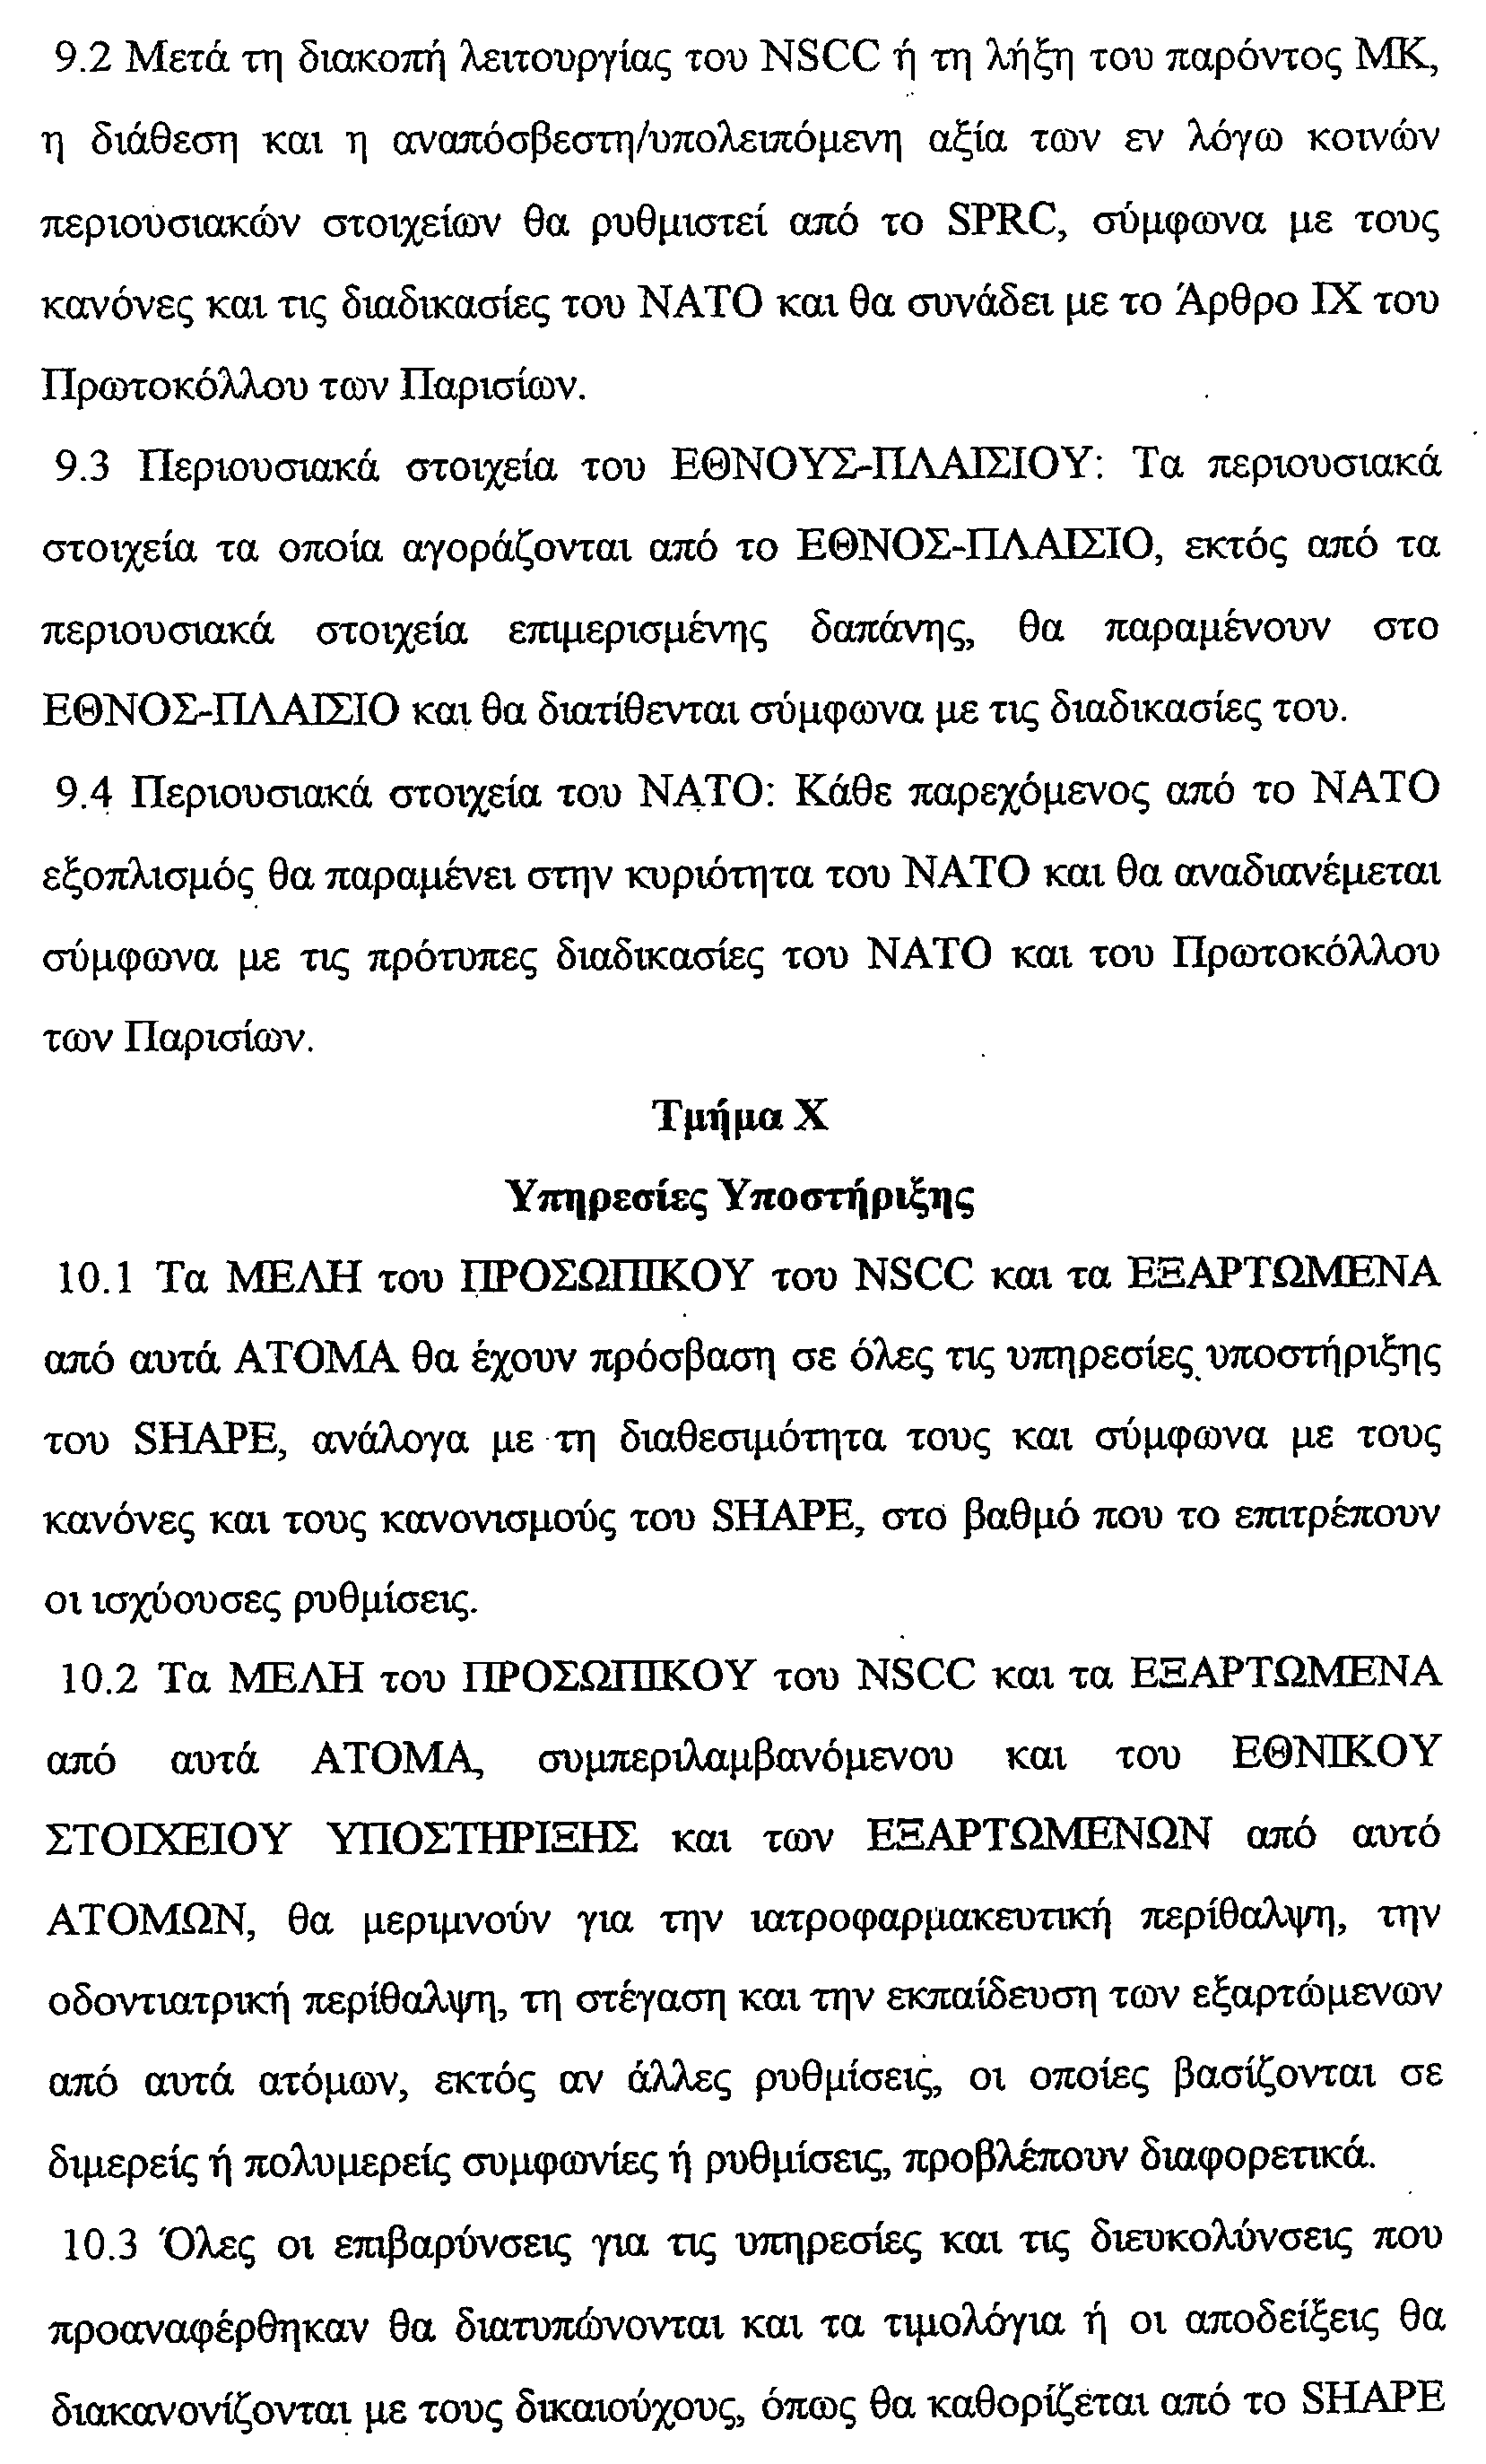 9.2 Μετά τη διακοπή λειτουργίας του NSCC ή τη λήξη του παρόντος ΜΚ,
η διάθεση και η αναπόσβεστη/υπολειπόμενη αξία των εν λόγω κοινών
περιουσιακών στοιχείων θα ρυθμιστεί από το SPRC, σύμφωνα με τους
κανόνες και τις διαδικασίες του ΝΑΤΟ και θα συνάδει με το Άρθρο ΙΧ του
Πρωτοκόλλου των Παρισίων.
9.3 Περιουσιακά στοιχεία του ΕΘΝΟΥΣ-ΠΛΑΙΣΙΟΥ: Τα περιουσιακά
στοιχεία τα οποία αγοράζονται από το ΕΘΝΟΣ-ΠΛΑΙΣΙΟ, εκτός από τα
περιουσιακά στοιχεία επιμερισμένης δαπάνης, θα παραμένουν στο
ΕΘΝΟΣ-ΠΛΑΙΣΙΟ και θα διατίθενται σύμφωνα με τις διαδικασίες του.
9.4 Περιουσιακά στοιχεία του ΝΑΤΟ: Κάθε παρεχόμενος από το ΝΑΤΟ
εξοπλισμός θα παραμένει στην κυριότητα του ΝΑΤΟ και θα αναδιανέμεται
σύμφωνα με τις πρότυπες διαδικασίες του ΝΑΤΟ και του Πρωτοκόλλου
των Παρισίων.
Τμήμα Χ
Υπηρεσίες Υποστήριξης
10.1 Τα ΜΕΛΗ του ΠΡΟΣΩΠΙΚΟΥ του NSCC και τα ΕΞΑΡΤΩΜΕΝΑ
από αυτά ΑΤΟΜΑ θα έχουν πρόσβαση σε όλες τις υπηρεσίες υποστήριξης
του SHAPE, ανάλογα με τη διαθεσιμότητα τους και σύμφωνα με τους
κανόνες και τους κανονισμούς του SHAPE, στο βαθμό που το επιτρέπουν
οι ισχύουσες ρυθμίσεις.
10.2 Τα ΜΕΛΗ του ΠΡΟΣΩΠΙΚΟΥ του NSCC και τα ΕΞΑΡΤΩΜΕΝΑ
από αυτά ΑΤΟΜΑ, συμπεριλαμβανόμενου και του ΕΘΝΙΚΟΥ
ΣΤΟΙΧΕΙΟΥ ΥΠΟΣΤΗΡΙΞΗΣ και των ΕΞΑΡΤΩΜΕΝΩΝ από αυτό
ΑΤΟΜΩΝ, θα μεριμνούν για την ιατροφαρμακευτική περίθαλψη, την
οδοντιατρική περίθαλψη, τη στέγαση και την εκπαίδευση των εξαρτώμενων
από αυτά ατόμων, εκτός αν άλλες ρυθμίσεις, οι οποίες βασίζονται σε
διμερείς ή πολυμερείς συμφωνίες ή ρυθμίσεις, προβλέπουν διαφορετικά.
10.3 Όλες οι επιβαρύνσεις για τις υπηρεσίες και τις διευκολύνσεις που
προαναφέρθηκαν θα διατυπώνονται και τα τιμολόγια ή οι αποδείξεις θα
διακανονίζονται με τους δικαιούχους, όπως θα καθορίζεται από το SHAPE